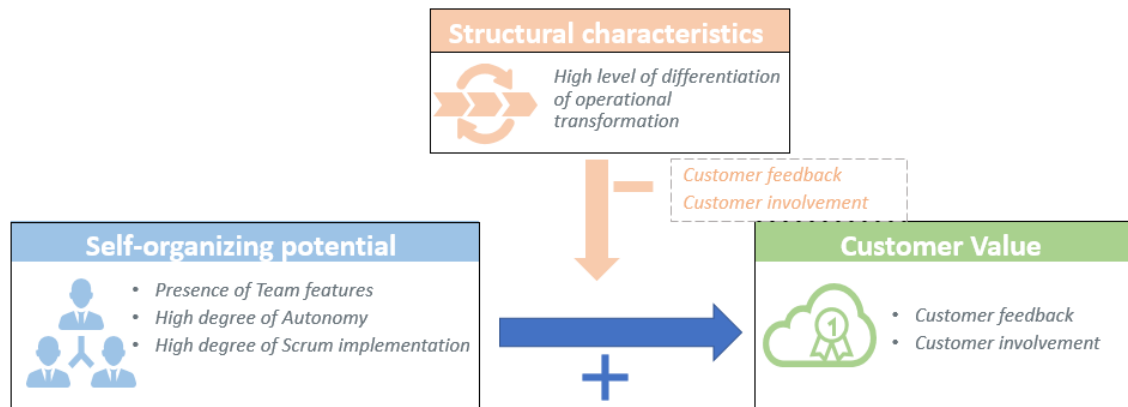 Structural characteristics
High level of differentiation
of operational
transformation
Customer feedback
Customer involvement
Self-organizing potential
• Presence of Team features
• High degree of Autonomy
• High degree of Scrum implementation
Customer Value
1
• Customer feedback
• Customer involvement